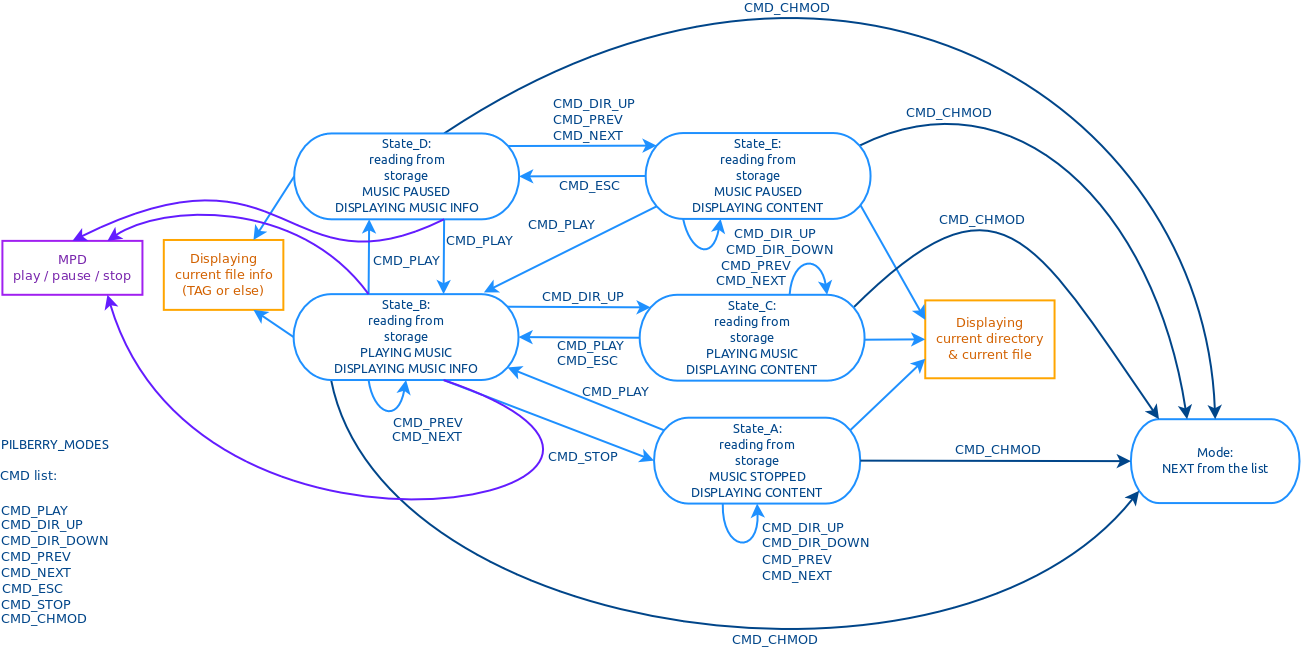 CMD_CHMOD
CMD_DIR_UP
CMD_PREV
CMD_NEXT
CMD_CHMOD
State_D:
reading from
storage
MUSIC PAUSED
DISPLAYING MUSIC INFO
CMD_ESC
State_E:
reading from
storage
MUSIC PAUSED
DISPLAYING CONTENT
CMD_CHMOD
CMD_PLAY
CMD_PLAY
CMD_PLAY
CMD_DIR_UP
CMD_DIR_DOWN
CMD_PREV
CMD_NEXT
MPD
play / pause / stop
Displaying
current file info
(TAG or else)
State_B:
reading from
storage
PLAYING MUSIC
DISPLAYING MUSIC INFO
CMD_DIR_UP
CMD_PLAY
CMD_ESC
State_C:
reading from
storage
PLAYING MUSIC
DISPLAYING CONTENT
Displaying
current directory
& current file
CMD_PLAY
CMD_PREV
CMD_NEXT
CMD_STOP
State_A:
reading from
storage
MUSIC STOPPED
DISPLAYING CONTENT
CMD_CHMOD
Mode:
NEXT from the list
CMD_DIR_UP
CMD_DIR_DOWN
CMD_PREV
CMD_NEXT
PILBERRY_MODES
CMD list:
CMD_PLAY
CMD_DIR_UP
CMD_DIR_DOWN
CMD_PREV
CMD_NEXT
CMD_ESC
CMD_STOP
CMD_CHMOD
CMD_CHMOD